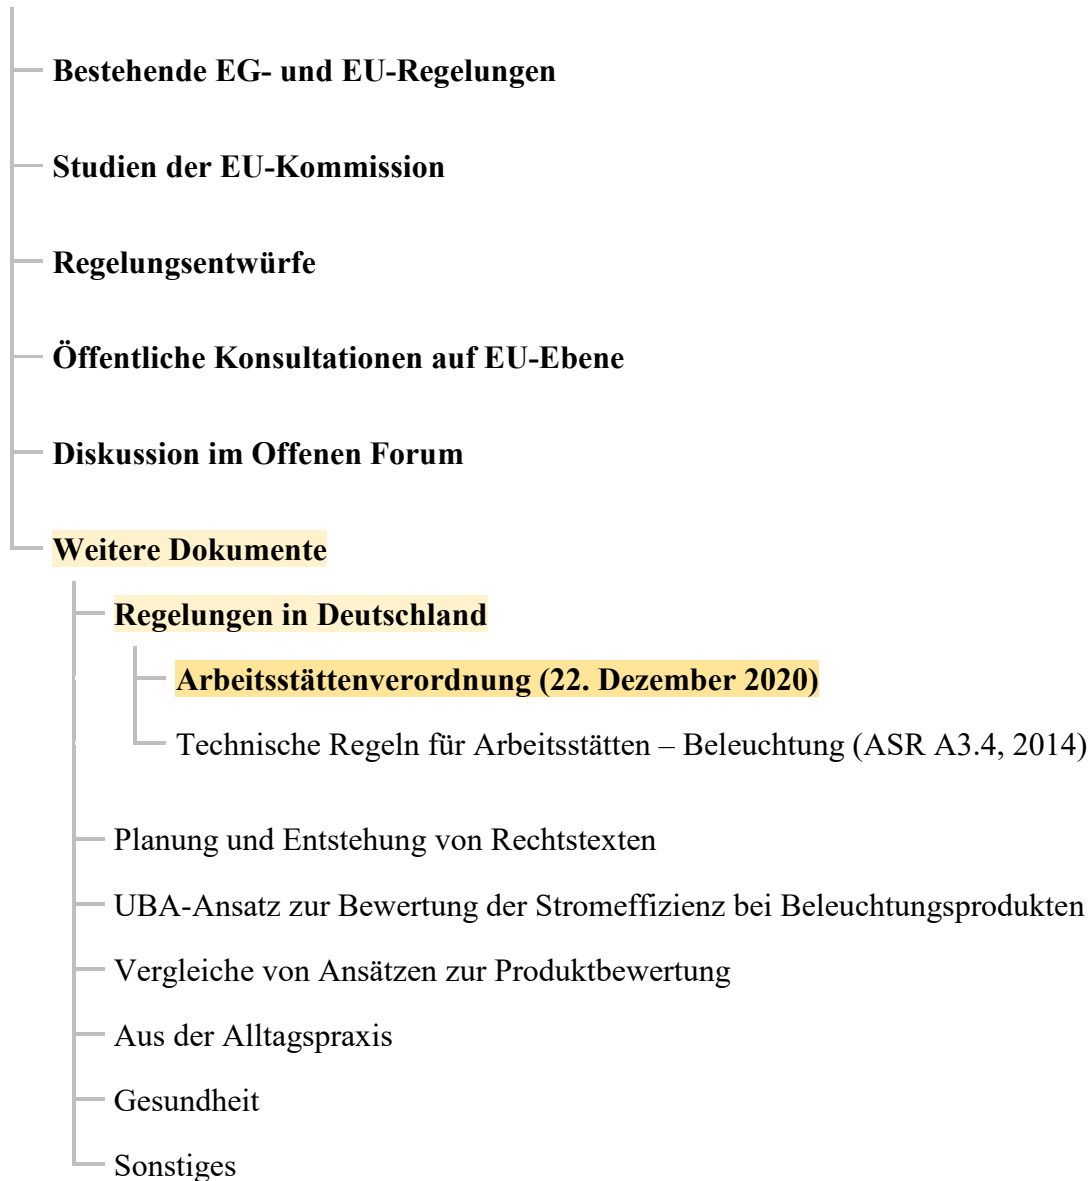 Bestehende EG- und EU-Regelungen
Studien der EU-Kommission
Regelungsentwürfe
Öffentliche Konsultationen auf EU-Ebene
Diskussion im Offenen Forum
Weitere Dokumente
Regelungen in Deutschland
Arbeitsstättenverordnung (22. Dezember 2020)
Technische Regeln für Arbeitsstätten – Beleuchtung (ASR A3.4, 2014)
Planung und Entstehung von Rechtstexten
UBA-Ansatz zur Bewertung der Stromeffizienz bei Beleuchtungsprodukten
Vergleiche von Ansätzen zur Produktbewertung
Aus der Alltagspraxis
Gesundheit
Sonstiges